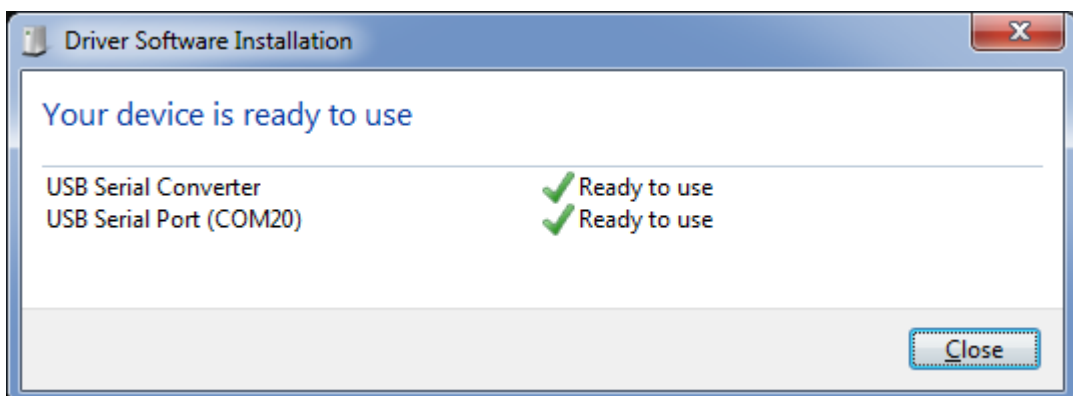 Driver Software Installation
Your device is ready to use
USB Serial Converter Ready to use
USB Serial Port (COM20) Ready to use
Close